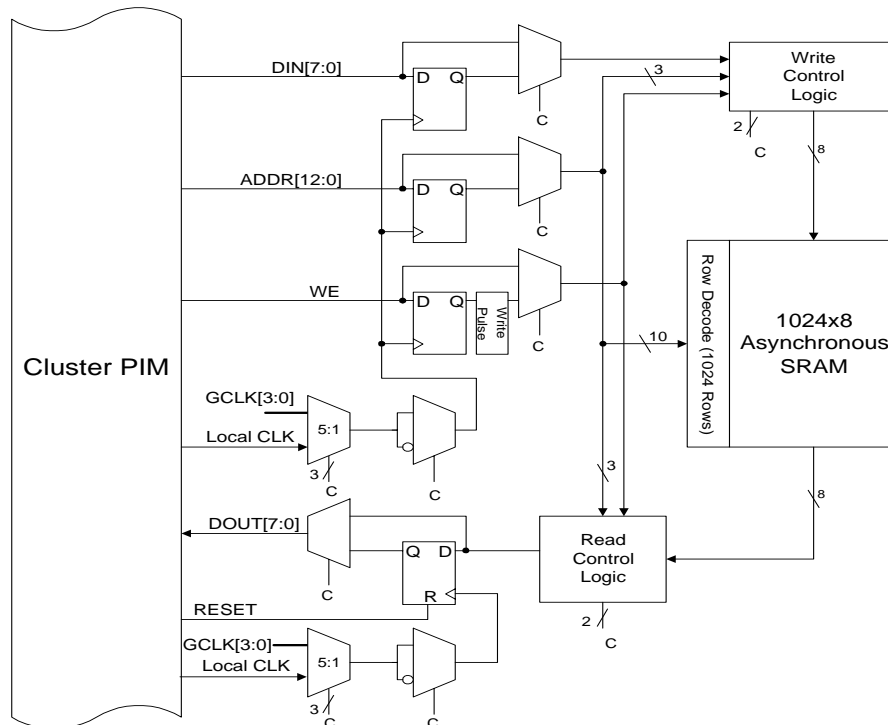 Cluster PIM
DIN[7:0]
D Q
C
3
Write
Control
Logic
2
C
8
ADDR[12:0]
D Q
C
WE
D Q
Write
Pulse
C
10
Row Decode (1024 Rows)
1024x8
Asynchronous
SRAM
GCLK[3:0]
Local CLK
5:1
3
C
C
3
8
DOUT[7:0]
C
Q D
R
Read
Control
Logic
2
C
RESET
GCLK[3:0]
Local CLK
5:1
3
C
C